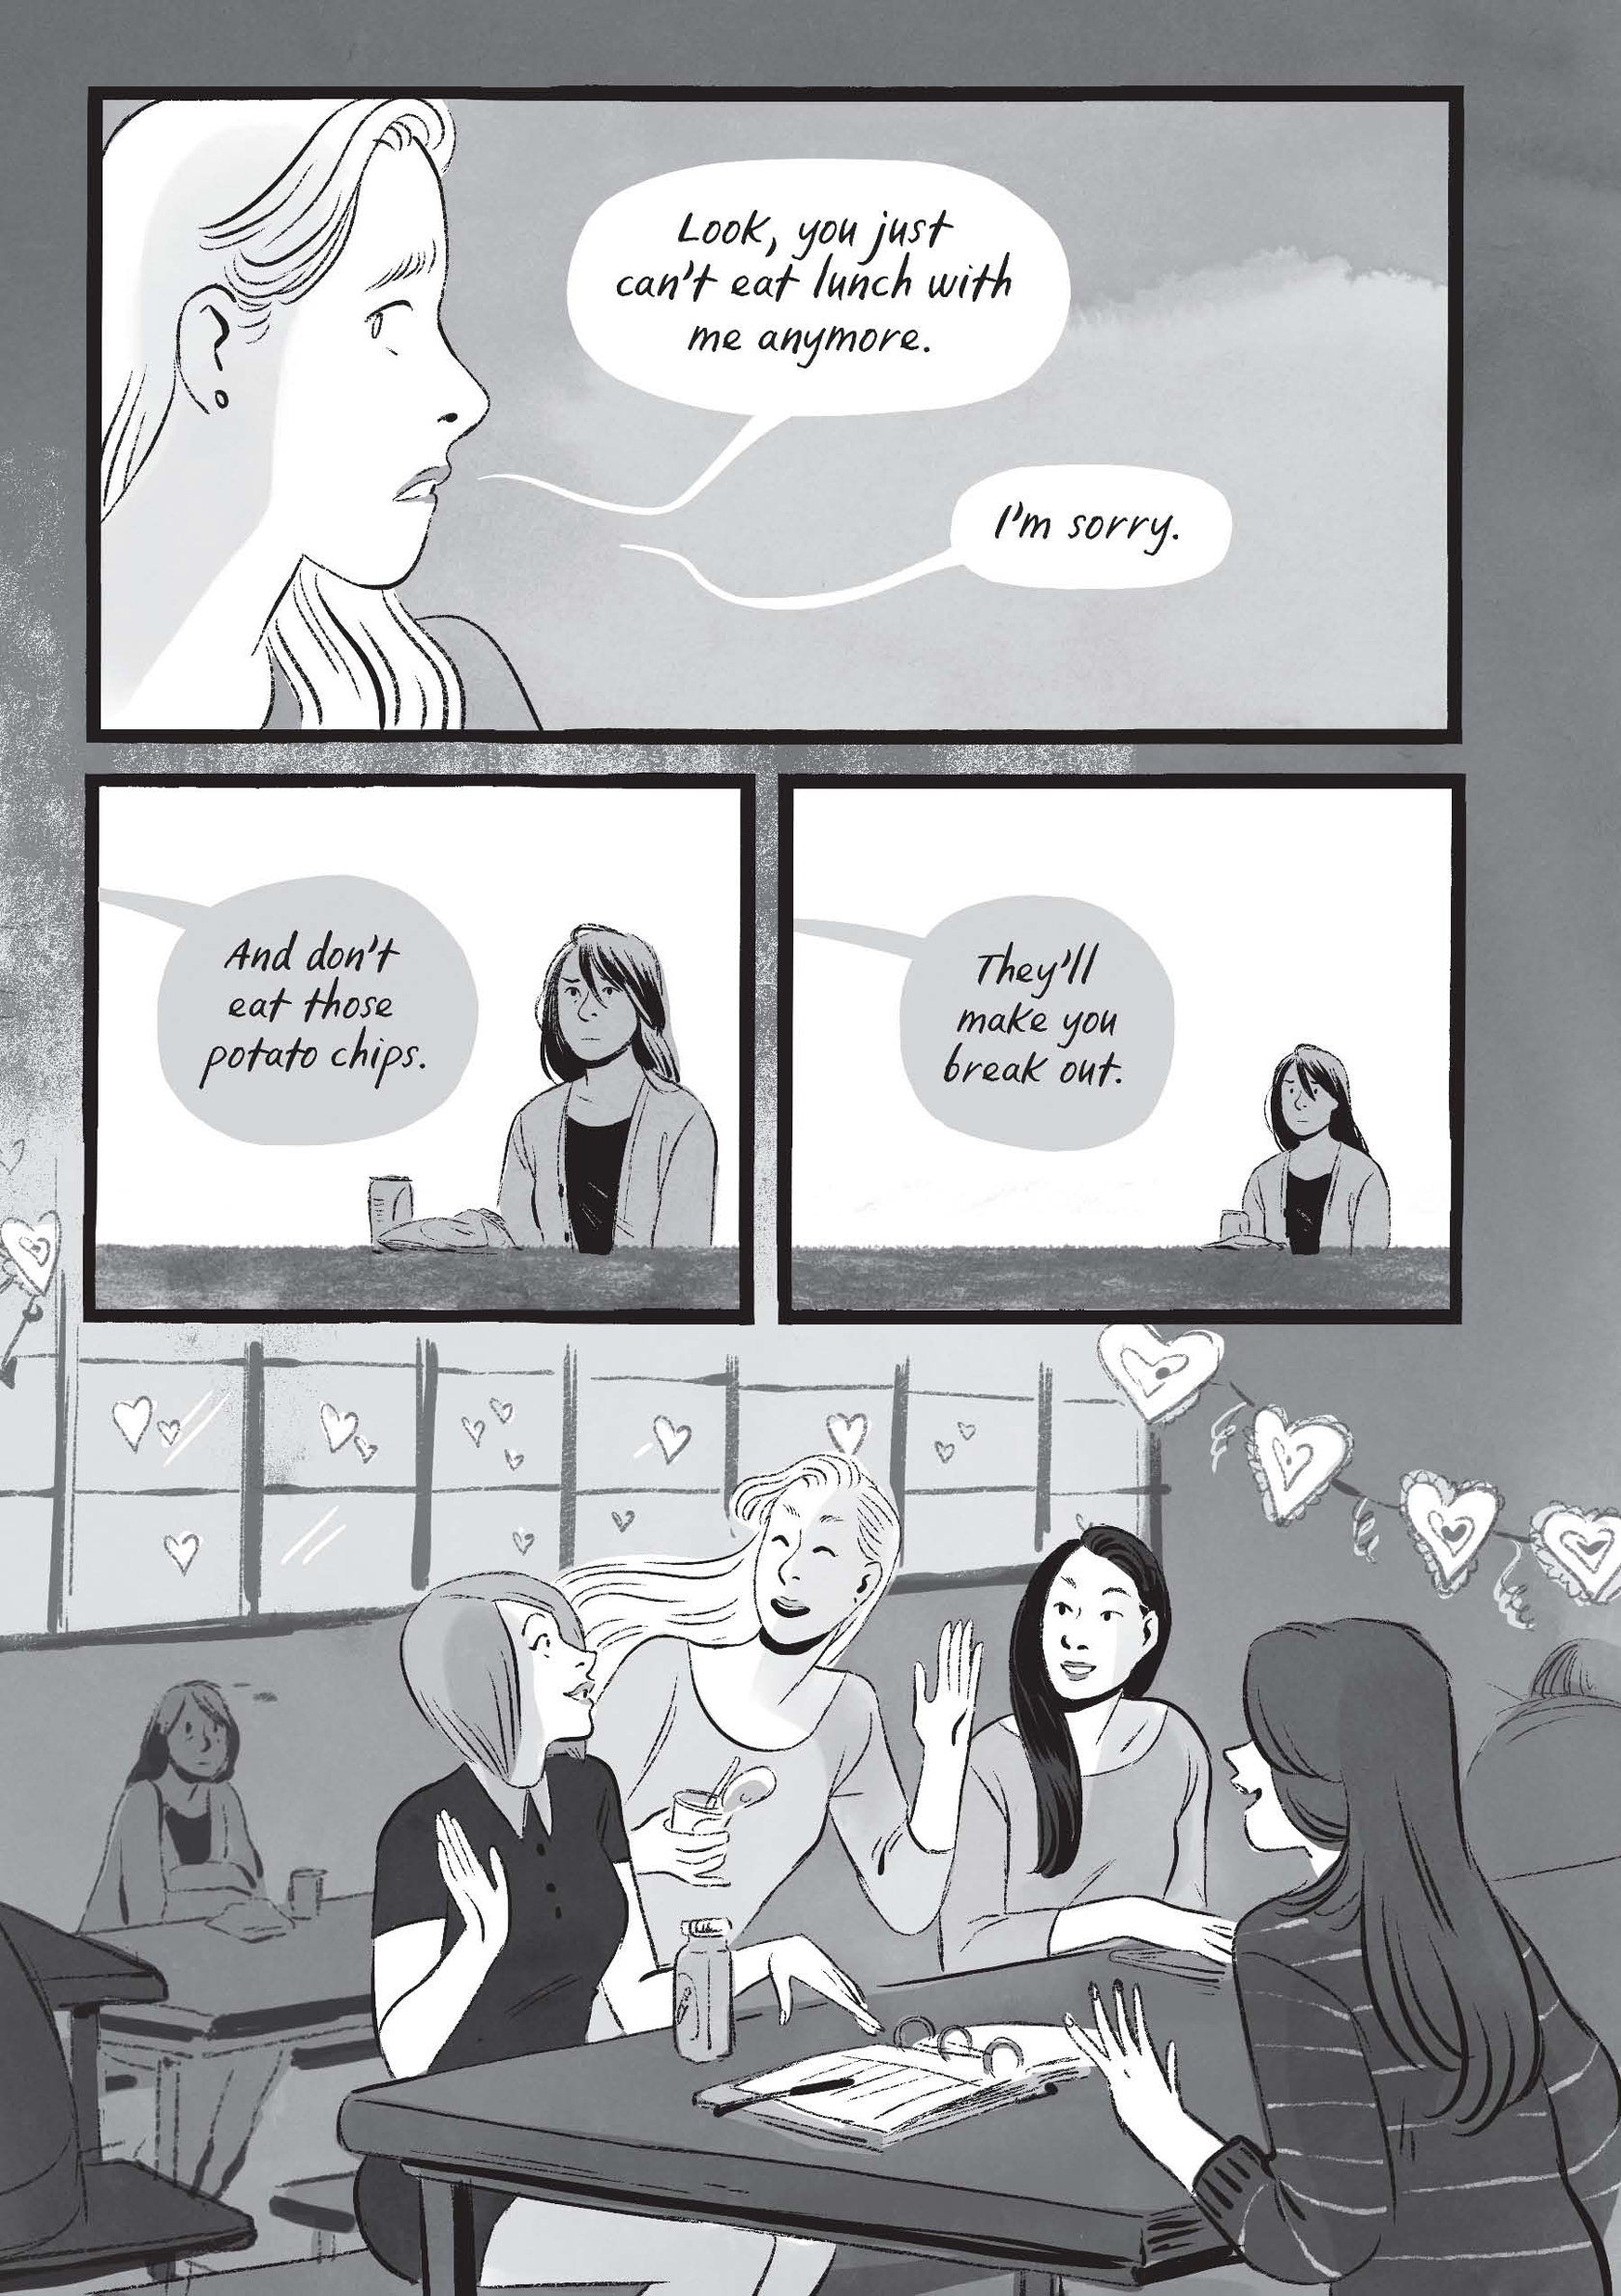 Look, you just
can't eat lunch with
me anymore.
I'm sorry.
And don't
eat those
potato chips.
They'll
make you
break out.